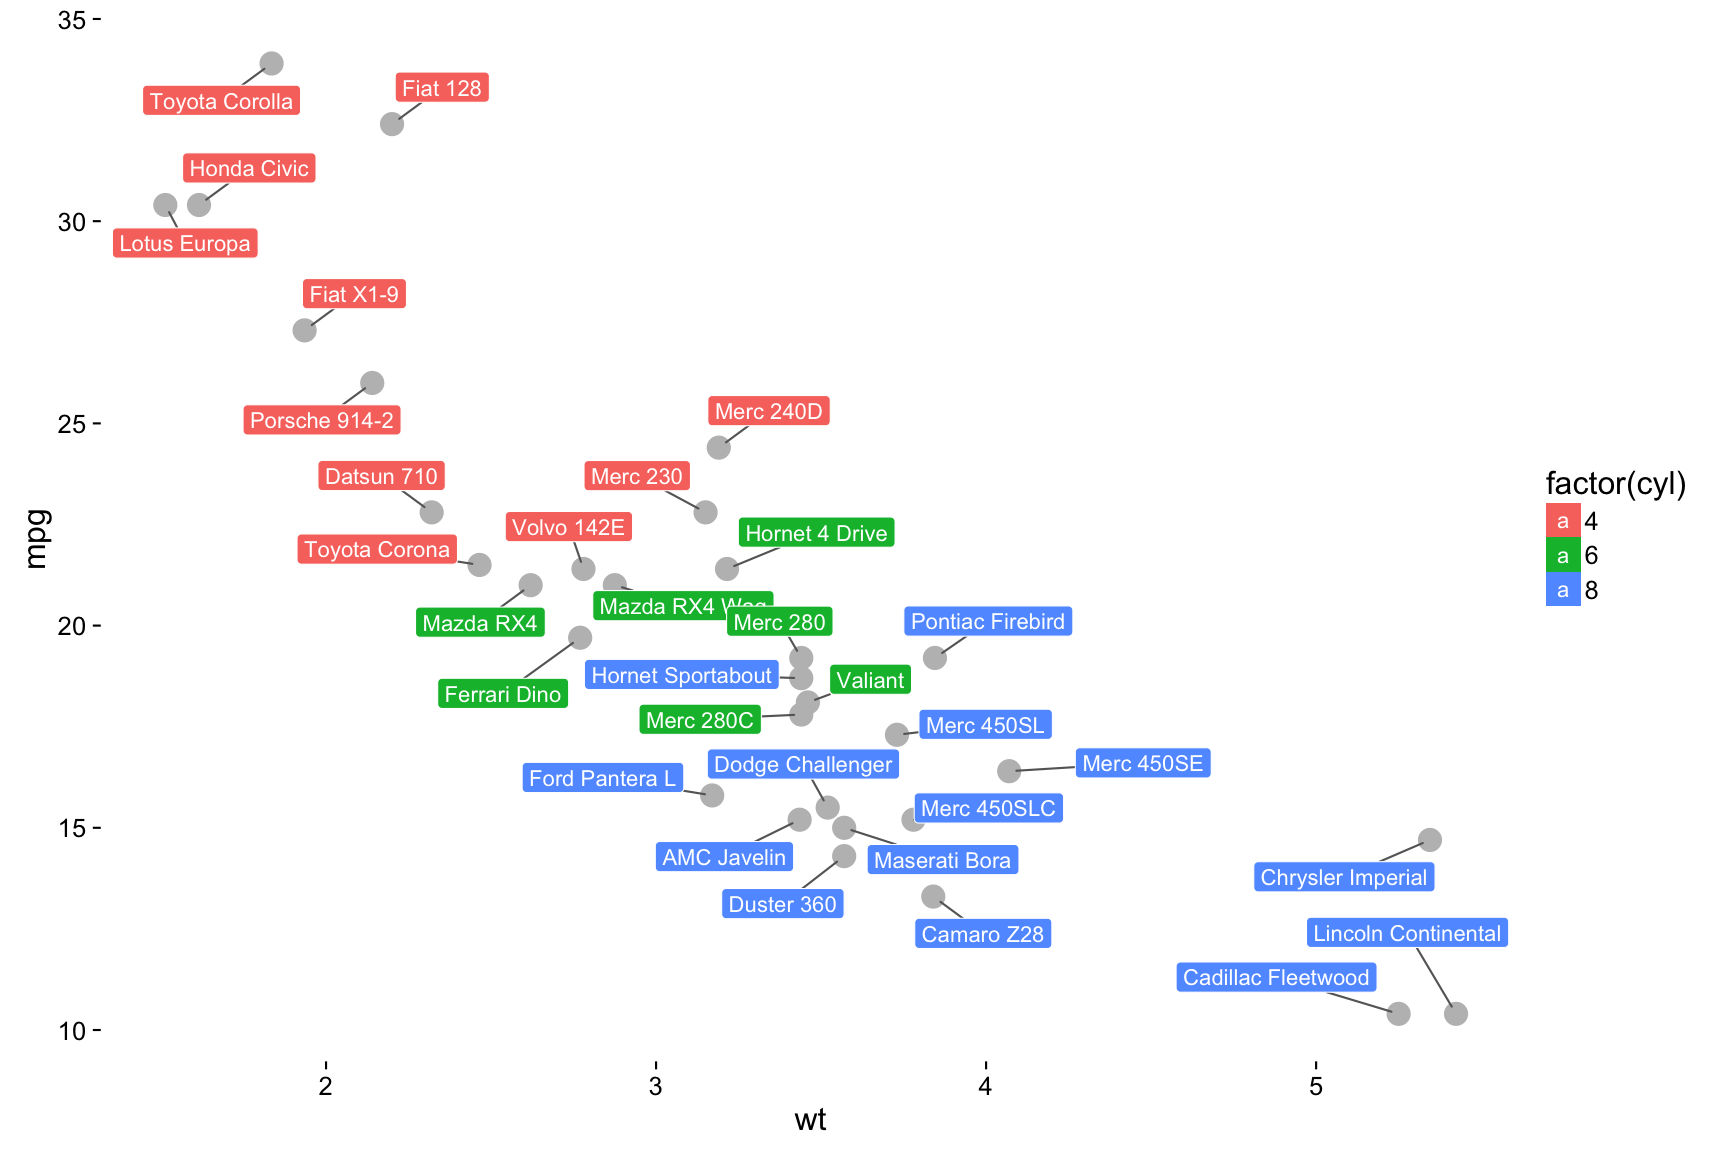 35
Toyota Corolla
Fiat 128
Honda Civic
30
Lotus Europa
Fiat X1-9
Porsche 914-2
25
Merc 240D
Datsun 710
Merc 230
mpg
Volvo 142E
Hornet 4 Drive
Toyota Corona
Mazda RX4 Wag
Mazda RX4
Merc 280
20
Pontiac Firebird
Hornet Sportabout
Valiant
Ferrari Dino
Merc 280C
Merc 450SL
Dodge Challenger
Merc 450SE
Ford Pantera L
Merc 450SLC
15
AMC Javelin
Maserati Bora
Chrysler Imperial
Duster 360
Camaro Z28
Lincoln Continental
Cadillac Fleetwood
10
2
3
4
5
wt
factor(cyl)
a 4
a 6
a 8